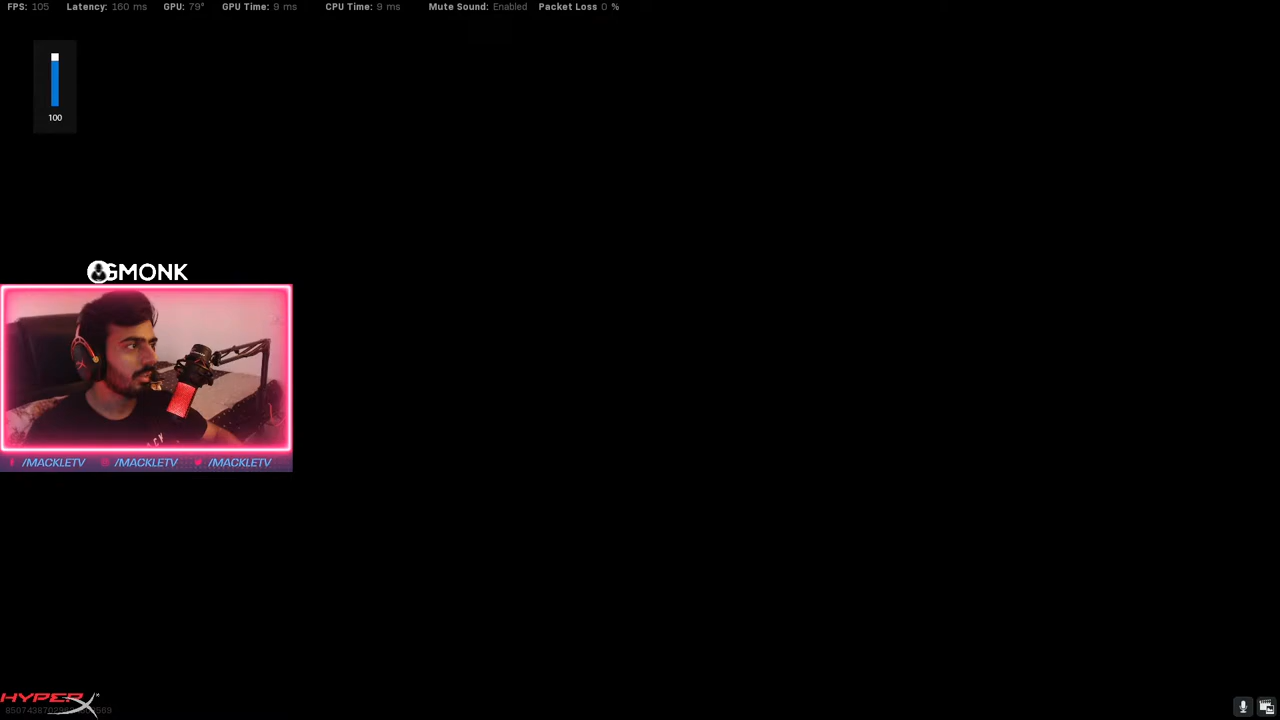 FPS: 105 Latency: 160 ms GPU: 79° GPU Time: 9 ms CPU Time: 9 ms Mute Sound: Enabled Packet Loss 0 %
100
GMONK
/MACKLETV /MACKLETV /MACKLETV
HYPERX